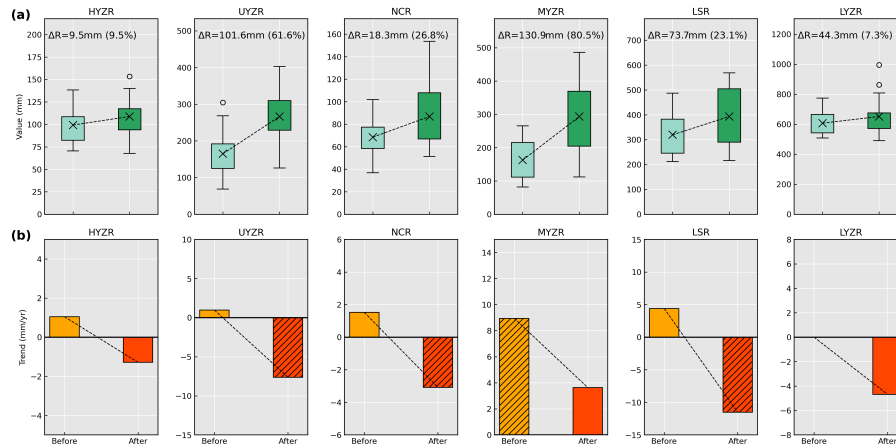 (a)
HYZR UYZR NCR MYZR LSR LYZR
ΔR=9.5mm (9.5%) ΔR=101.6mm (61.6%) ΔR=18.3mm (26.8%) ΔR=130.9mm (80.5%) ΔR=73.7mm (23.1%) ΔR=44.3mm (7.3%)
Value (mm)
0 25 50 75 100 125 150 175 200
0 100 200 300 400 500
0 20 40 60 80 100 120 140 160
0 100 200 300 400 500
0 100 200 300 400 500 600 700
0 200 400 600 800 1000 1200
(b)
HYZR UYZR NCR MYZR LSR LYZR
Trend (mm/yr)
−4 −2 0 2 4
−15 −10 −5 0 5 10
−6 −4 −2 0 2 4 6
0 2 4 6 8 10 12 14
−15 −10 −5 0 5 10 15
−8 −6 −4 −2 0 2 4 6 8
Before After Before After Before After Before After Before After Before After